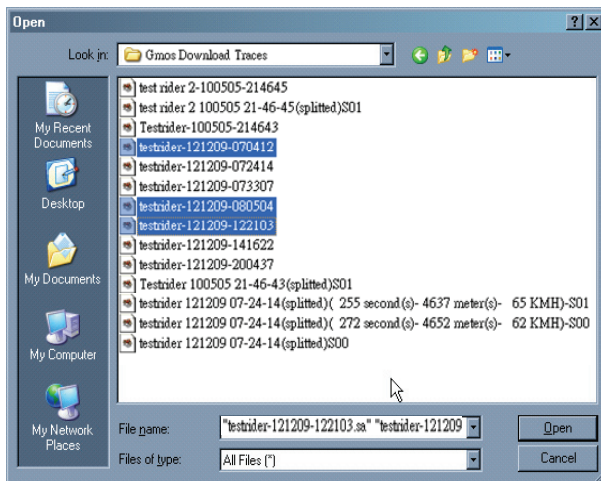 Open
Look in: Gmos Download Traces
My Recent
Documents
Desktop
My Documents
My Computer
My Network
Places
test rider 2-100505-214645
test rider 2 100505 21-46-45(splitted)S01
Testrider-100505-214643
testrider-121209-070412
testrider-121209-072414
testrider-121209-073307
testrider-121209-080504
testrider-121209-122103
testrider-121209-141622
testrider-121209-200437
Testrider 100505 21-46-43(splitted)S01
testrider 121209 07-24-14(splitted)( 255 second(s)- 4637 meter(s)- 65 KMH)-S01
testrider 121209 07-24-14(splitted)( 272 second(s)- 4652 meter(s)- 62 KMH)-S00
testrider 121209 07-24-14(splitted)S00
File name: "testrider-121209-122103.sa" "testrider-121209
Open
Files of type: All Files (*)
Cancel